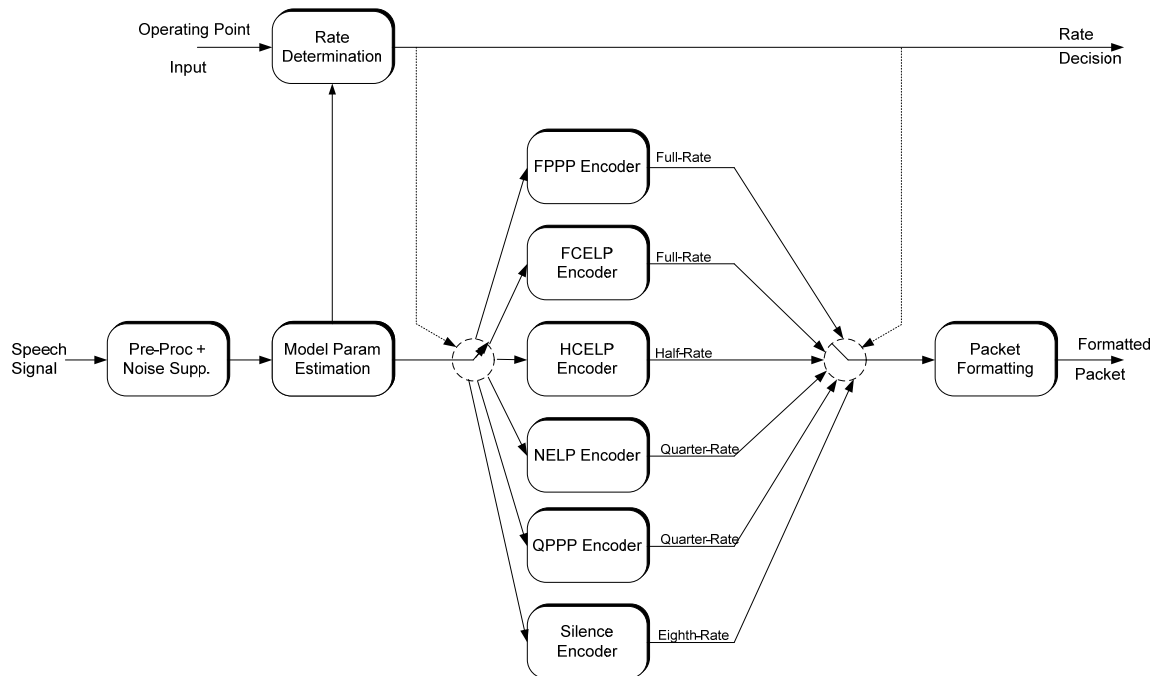 Operating Point
Input
Rate
Determination
Rate
Decision
FPPP Encoder
Full-Rate
FCELP
Encoder
Full-Rate
Speech
Signal
Pre-Proc +
Noise Supp.
Model Param
Estimation
HCELP
Encoder
Half-Rate
Packet
Formatting
Formatted
Packet
NELP Encoder
Quarter-Rate
QPPP Encoder
Quarter-Rate
Silence
Encoder
Eighth-Rate